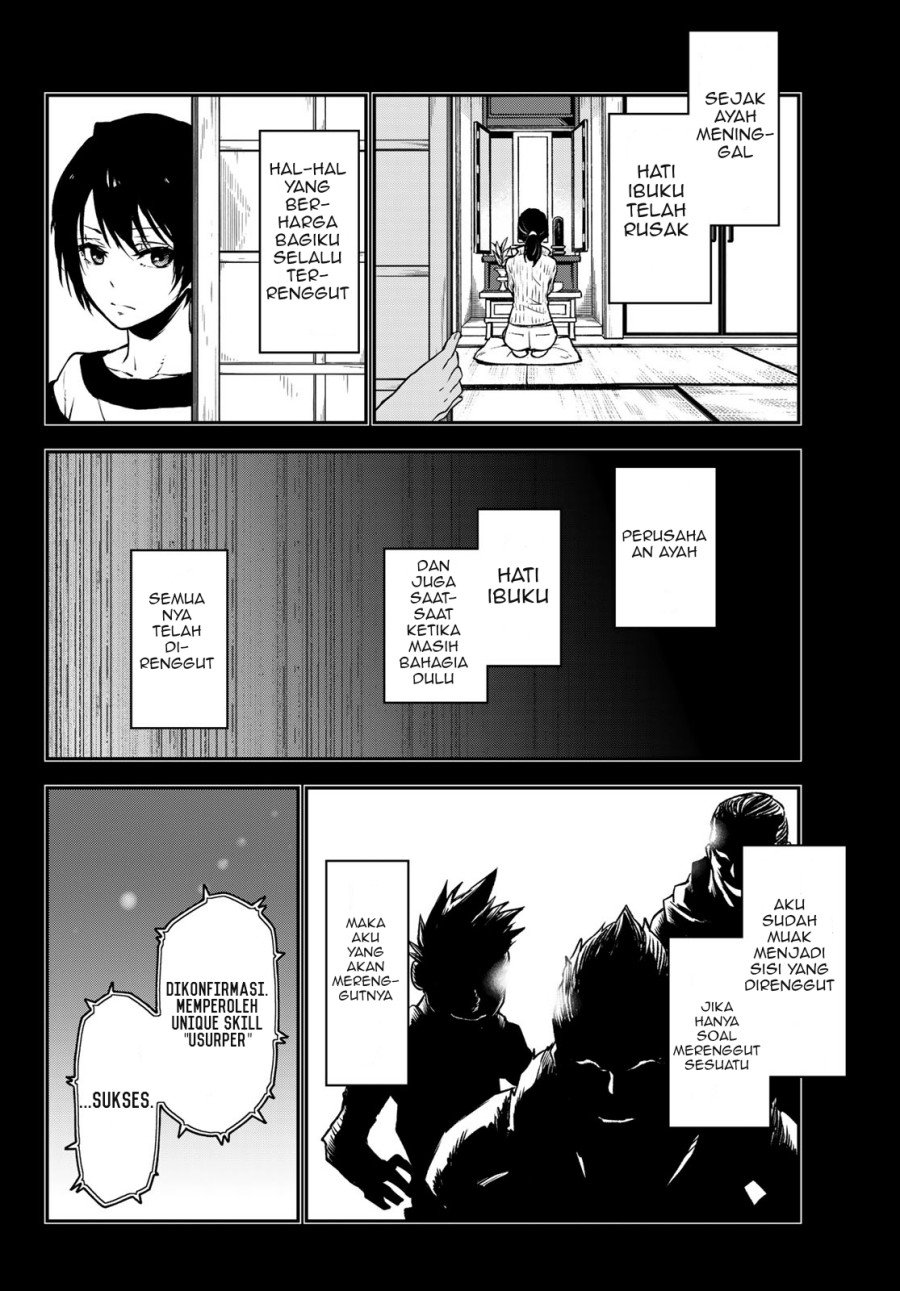 SEJAK
AYAH
MENING-
GAL
HATI
IBUKU
TELAH
RUSAK
HAL-HAL
YANG
BER-
HARGA
BAGIKU
SELALU
TER-
RENGGUT
PERUSAHA
AN AYAH
HATI
IBUKU
DAN
JUGA
SAAT-
SAAT
KETIKA
MASIH
BAHAGIA
DULU
SEMUA
NYA
TELAH
DI-
RENGGUT
AKU
SUDAH
MUAK
MENJADI
SISI YANG
DIRENGGUT
JIKA
HANYA
SOAL
MERENGGUT
SESUATU
MAKA
AKU
YANG
AKAN
MERENG-
GUTNYA
DIKONFIRMASI.
MEMPEROLEH
UNIQUE SKILL
"USURPER"
...SUKSES.